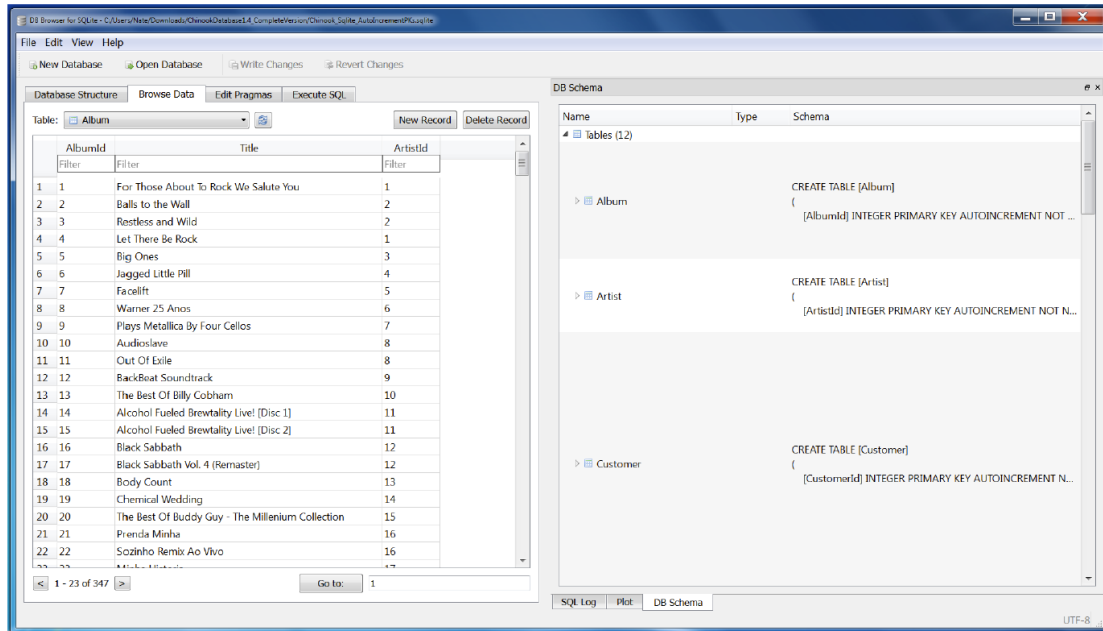 DB Browser for SQLite - C:/Users/Nate/Downloads/ChinookDatabase1.4_CompleteVersion/Chinook_Sqlite_AutoIncrementPKs.sqlite
File Edit View Help
New Database Open Database Write Changes Revert Changes
Database Structure Browse Data Edit Pragmas Execute SQL
Table: Album New Record Delete Record
AlbumId Title ArtistId
Filter Filter Filter
1 1 For Those About To Rock We Salute You 1
2 2 Balls to the Wall 2
3 3 Restless and Wild 2
4 4 Let There Be Rock 1
5 5 Big Ones 3
6 6 Jagged Little Pill 4
7 7 Facelift 5
8 8 Warner 25 Anos 6
9 9 Plays Metallica By Four Cellos 7
10 10 Audioslave 8
11 11 Out Of Exile 8
12 12 BackBeat Soundtrack 9
13 13 The Best Of Billy Cobham 10
14 14 Alcohol Fueled Brewtality Live! [Disc 1] 11
15 15 Alcohol Fueled Brewtality Live! [Disc 2] 11
16 16 Black Sabbath 12
17 17 Black Sabbath Vol. 4 (Remaster) 12
18 18 Body Count 13
19 19 Chemical Wedding 14
20 20 The Best Of Buddy Guy - The Millenium Collection 15
21 21 Prenda Minha 16
22 22 Sozinho Remix Ao Vivo 16
< 1 - 23 of 347 > Go to: 1
DB Schema
Name Type Schema
Tables (12)
Album
CREATE TABLE [Album]
(
[AlbumId] INTEGER PRIMARY KEY AUTOINCREMENT NOT ...
Artist
CREATE TABLE [Artist]
(
[ArtistId] INTEGER PRIMARY KEY AUTOINCREMENT NOT N...
Customer
CREATE TABLE [Customer]
(
[CustomerId] INTEGER PRIMARY KEY AUTOINCREMENT N...
SQL Log Plot DB Schema
UTF-8